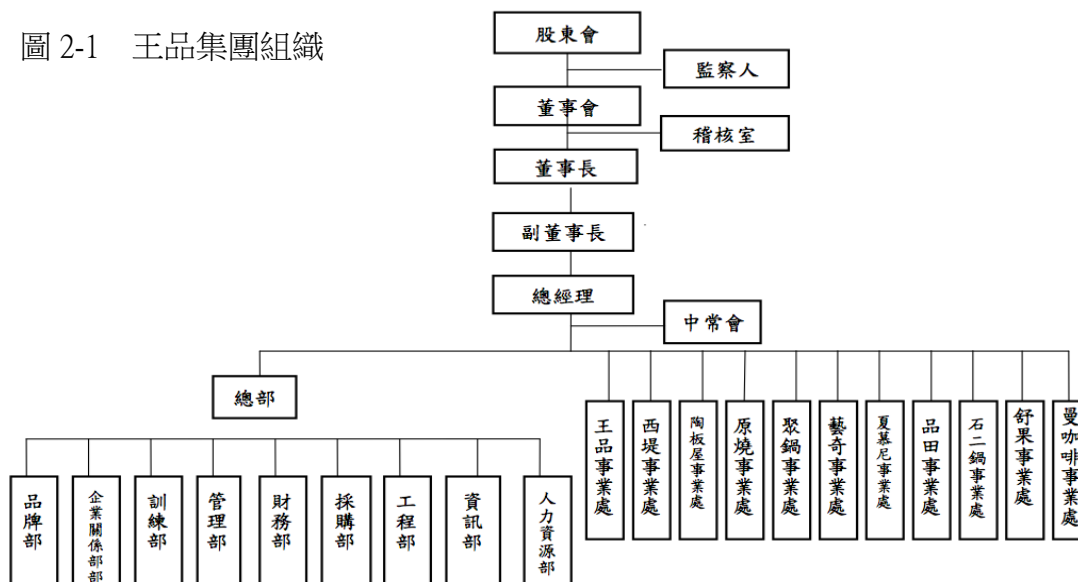 圖 2-1 王品集團組織
股東會
監察人
董事會
稽核室
董事長
副董事長
總經理
中常會
總部
王品事業處
西堤事業處
陶板屋事業處
原燒事業處
聚鍋事業處
藝奇事業處
夏慕尼事業處
品田事業處
石二鍋事業處
舒果事業處
曼咖啡事業處
品牌部
企業關係部部
訓練部
管理部
財務部
採購部
工程部
資訊部
人力資源部